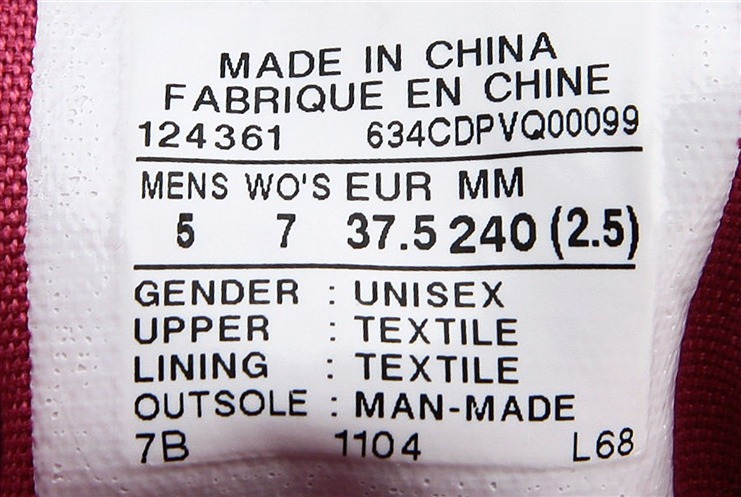 MADE IN CHINA
FABRIQUE EN CHINE
124361 634CDPVQ00099
MENS WO'S EUR MM
5 7 37.5 240 (2.5)
GENDER : UNISEX
UPPER : TEXTILE
LINING : TEXTILE
OUTSOLE : MAN-MADE
7B 1104 L68